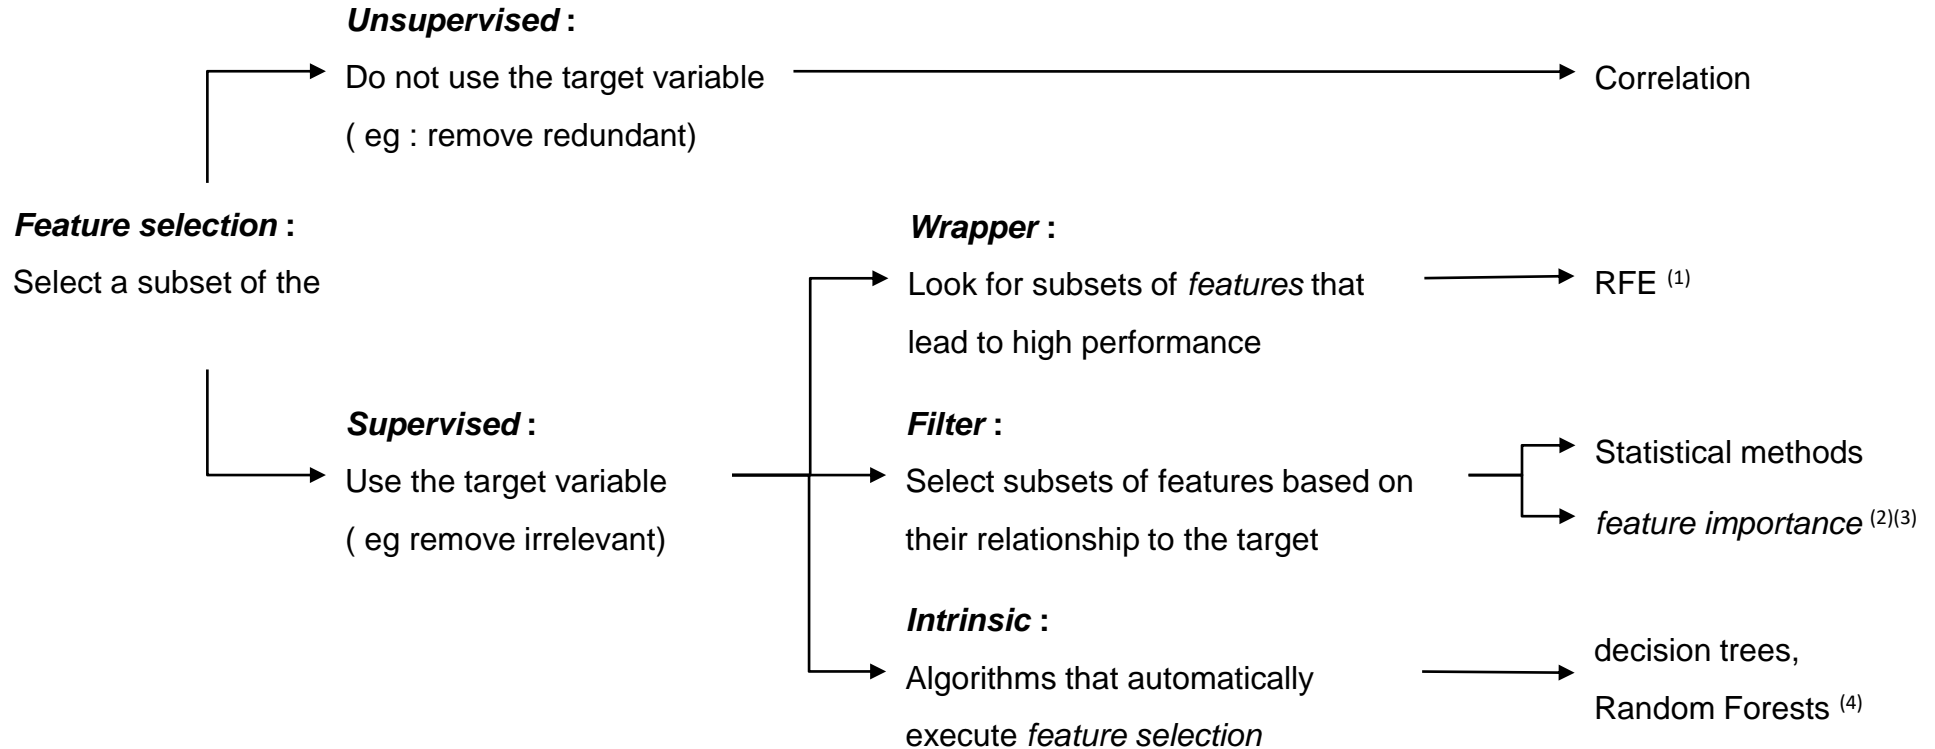 Unsupervised :
Do not use the target variable
( eg : remove redundant)
Correlation
Feature selection :
Select a subset of the
Wrapper :
Look for subsets of features that
lead to high performance
RFE (1)
Supervised :
Use the target variable
( eg remove irrelevant)
Filter :
Select subsets of features based on
their relationship to the target
Statistical methods
feature importance (2)(3)
Intrinsic :
Algorithms that automatically
execute feature selection
decision trees,
Random Forests (4)